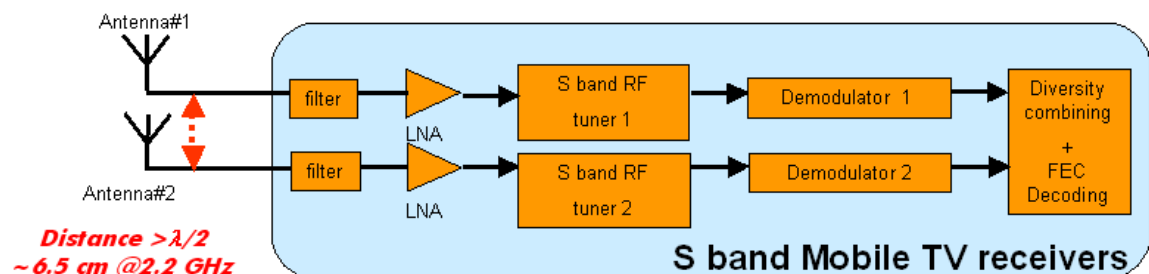 Antenna#1
filter
LNA
S band RF
tuner 1
Demodulator 1
Diversity
combining
+
FEC
Decoding
Antenna#2
filter
LNA
S band RF
tuner 2
Demodulator 2
Distance >λ/2
~ 6.5 cm @2.2 GHz
S band Mobile TV receivers